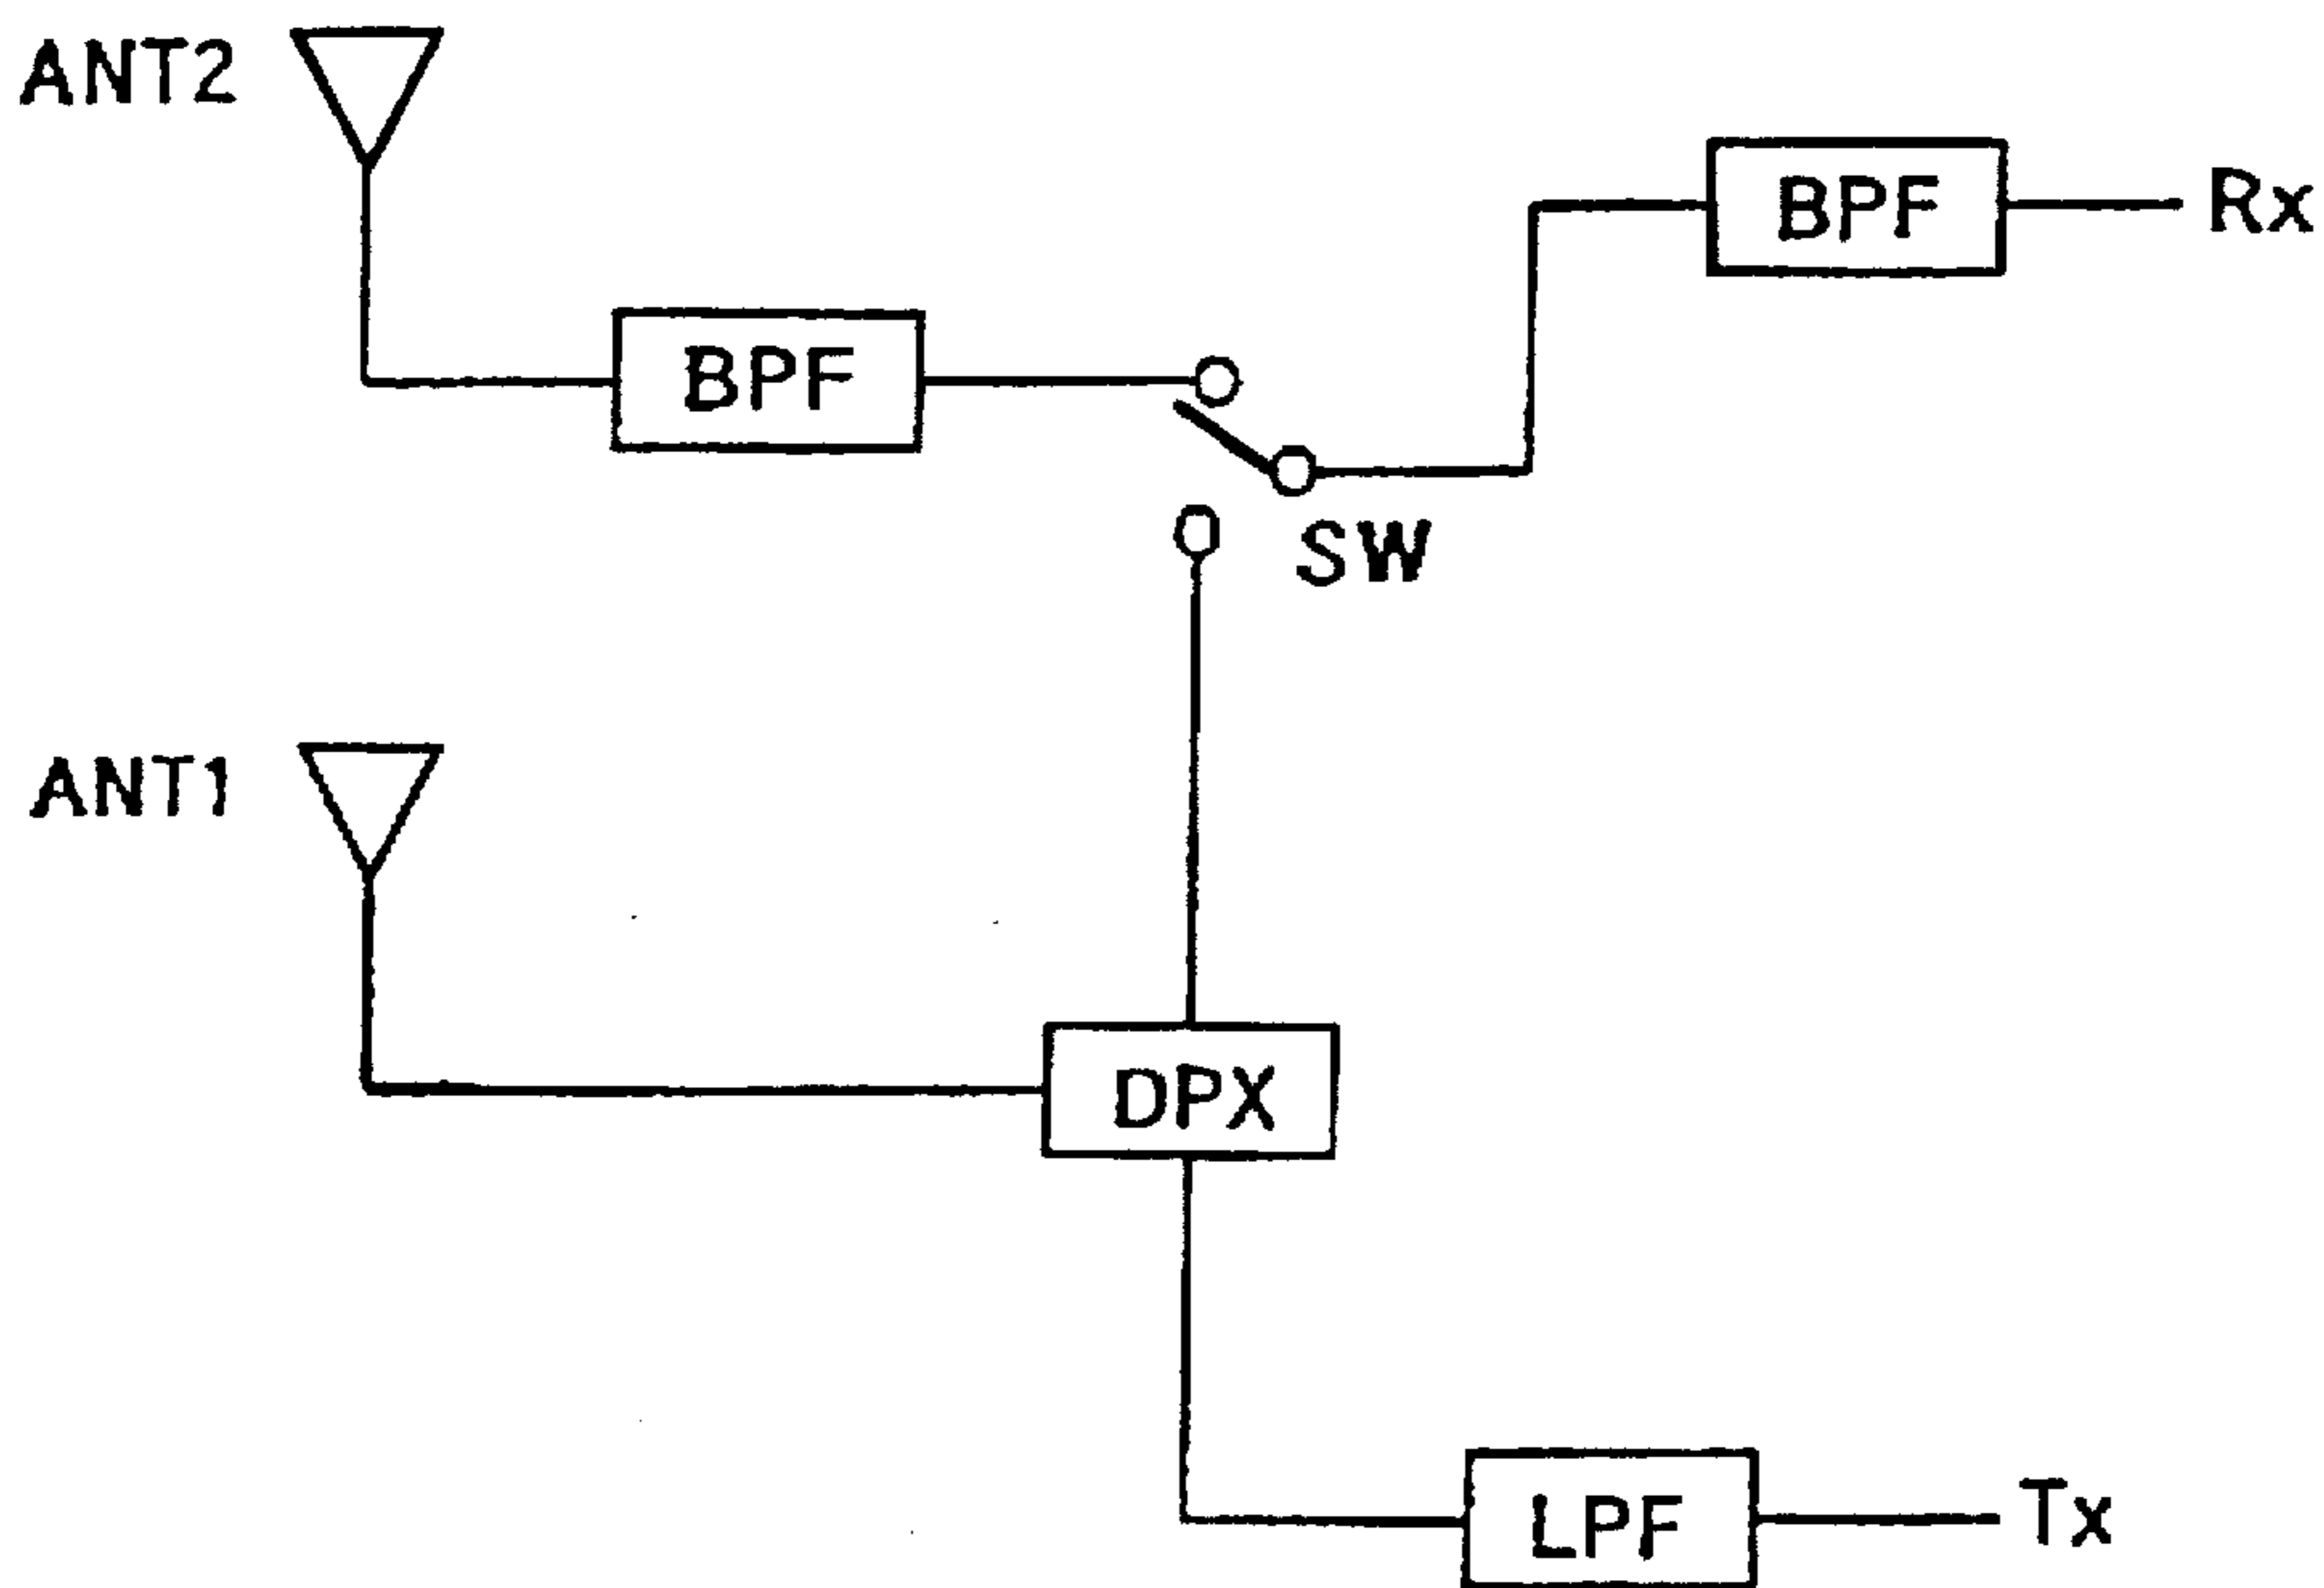 ANT2
BPF
Rx
BPF
SW
ANT1
DPX
LPF
Tx